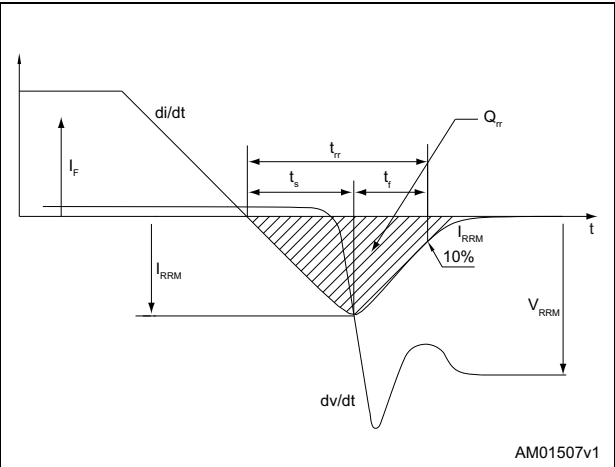 di/dt
Q_rr
t_rr
I_F
t_s
t_f
t
I_RRM
I_RRM
10%
V_RRM
dv/dt
AM01507v1